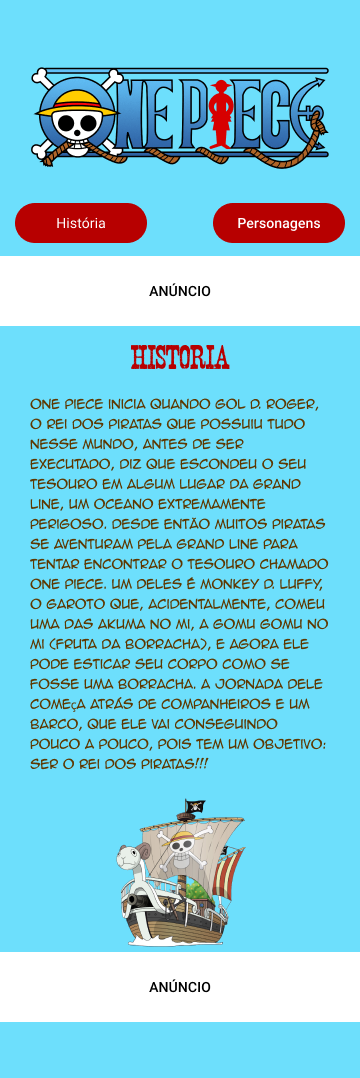 ONE PIECE
História
Personagens
ANÚNCIO
HISTORIA
ONE PIECE INICIA QUANDO GOL D. ROGER,
O REI DOS PIRATAS QUE POSSUIU TUDO
NESSE MUNDO, ANTES DE SER
EXECUTADO, DIZ QUE ESCONDEU O SEU
TESOURO EM ALGUM LUGAR DA GRAND
LINE, UM OCEANO EXTREMAMENTE
PERIGOSO. DESDE ENTÃO MUITOS PIRATAS
SE AVENTURAM PELA GRAND LINE PARA
TENTAR ENCONTRAR O TESOURO CHAMADO
ONE PIECE. UM DELES É MONKEY D. LUFFY,
O GAROTO QUE, ACIDENTALMENTE, COMEU
UMA DAS AKUMA NO MI, A GOMU GOMU NO
MI (FRUTA DA BORRACHA), E AGORA ELE
PODE ESTICAR SEU CORPO COMO SE
FOSSE UMA BORRACHA. A JORNADA DELE
COMEçA ATRÁS DE COMPANHEIROS E UM
BARCO, QUE ELE VAI CONSEGUINDO
POUCO A POUCO, POIS TEM UM OBJETIVO:
SER O REI DOS PIRATAS!!!
ANÚNCIO